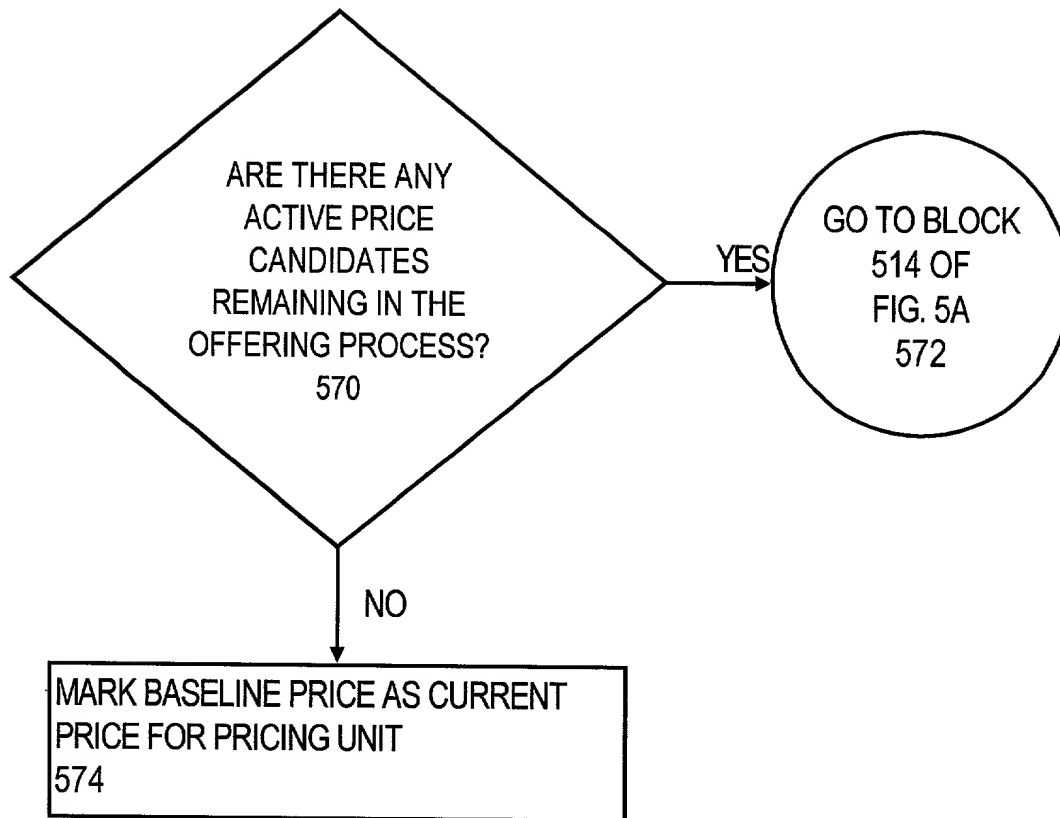 ARE THERE ANY
ACTIVE PRICE
CANDIDATES
REMAINING IN THE
OFFERING PROCESS?
570
YES
GO TO BLOCK
514 OF
FIG. 5A
572
NO
MARK BASELINE PRICE AS CURRENT
PRICE FOR PRICING UNIT
574